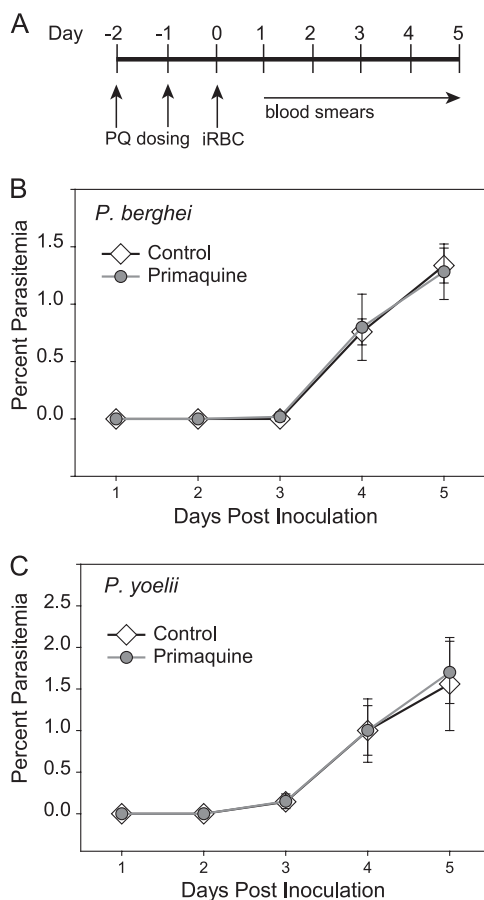 A
Day -2 -1 0 1 2 3 4 5
PQ dosing iRBC blood smears
B
P. berghei
Control
Primaquine
Percent Parasitemia
1.5
1.0
0.5
0.0
1 2 3 4 5
Days Post Inoculation
C
P. yoelii
Control
Primaquine
Percent Parasitemia
2.5
2.0
1.5
1.0
0.5
0.0
1 2 3 4 5
Days Post Inoculation